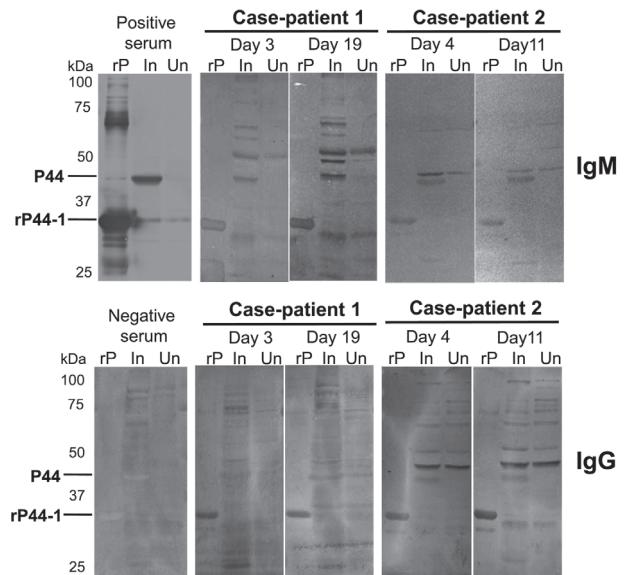 Positive serum
Case-patient 1
Case-patient 2
Day 3
Day 19
Day 4
Day11
kDa
rP In Un rP In Un rP In Un rP In Un rP In Un
100
75
50
P44
37
rP44-1
25
IgM
Negative serum
Case-patient 1
Case-patient 2
Day 3
Day 19
Day 4
Day11
kDa
rP In Un rP In Un rP In Un rP In Un rP In Un
100
75
50
P44
37
rP44-1
25
IgG